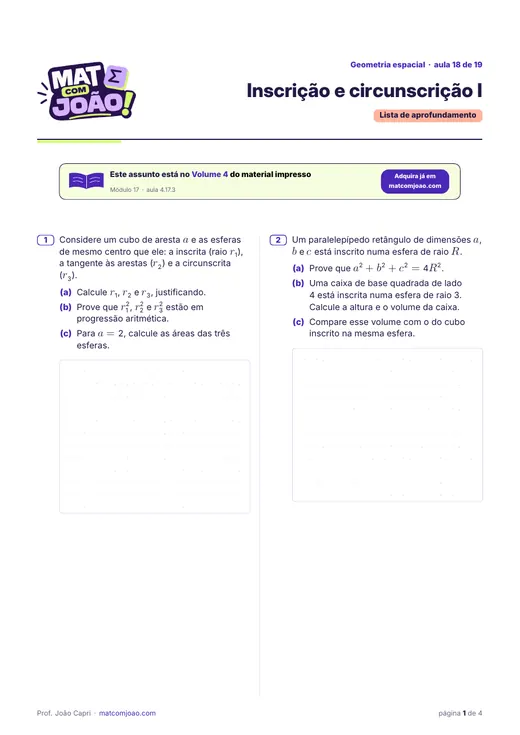 MAT Σ
COM
JOÃO!
Geometria espacial · aula 18 de 19
Inscrição e circunscrição I
Lista de aprofundamento
Este assunto está no Volume 4 do material impresso
Módulo 17 · aula 4.17.3
Adquira já em
matcomjoao.com
1 Considere um cubo de aresta a e as esferas
de mesmo centro que ele: a inscrita (raio r₁),
a tangente às arestas (r₂) e a circunscrita
(r₃).
(a) Calcule r₁, r₂ e r₃, justificando.
(b) Prove que r₁², r₂² e r₃² estão em
progressão aritmética.
(c) Para a = 2, calcule as áreas das três
esferas.
2 Um paralelepípedo retângulo de dimensões a,
b e c está inscrito numa esfera de raio R.
(a) Prove que a² + b² + c² = 4R².
(b) Uma caixa de base quadrada de lado
4 está inscrita numa esfera de raio 3.
Calcule a altura e o volume da caixa.
(c) Compare esse volume com o do cubo
inscrito na mesma esfera.
Prof. João Capri · matcomjoao.com
página 1 de 4